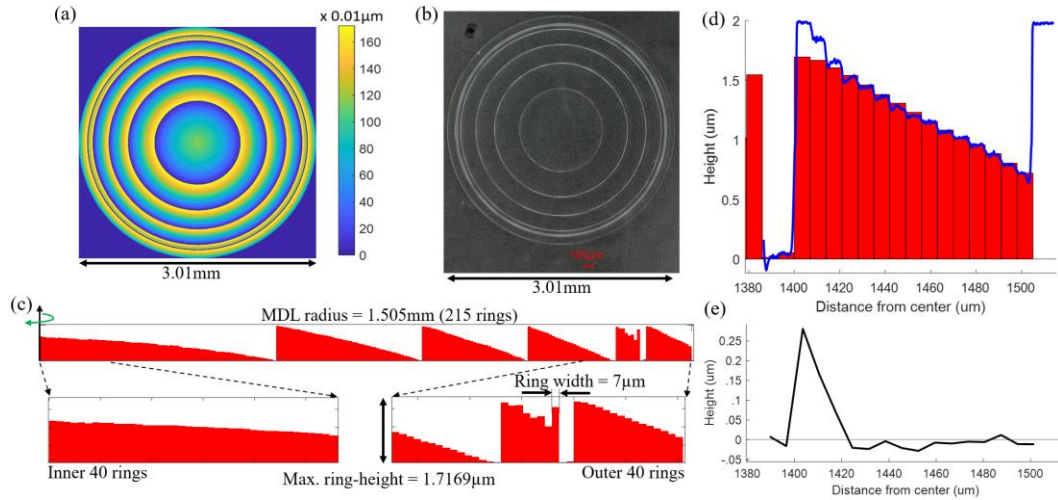 (a)
x 0.01µm
160
140
120
100
80
60
40
20
0
3.01mm
(b)
3.01mm
(c)
MDL radius = 1.505mm (215 rings)
Ring width = 7µm
Inner 40 rings
Max. ring-height = 1.7169µm
Outer 40 rings
(d)
Height (um)
2
1.5
1
0.5
0
1380 1400 1420 1440 1460 1480 1500
Distance from center (um)
(e)
Height (um)
0.25
0.2
.15
0.1
.05
0
-.05
1380 1400 1420 1440 1460 1480 1500
Distance from center (um)